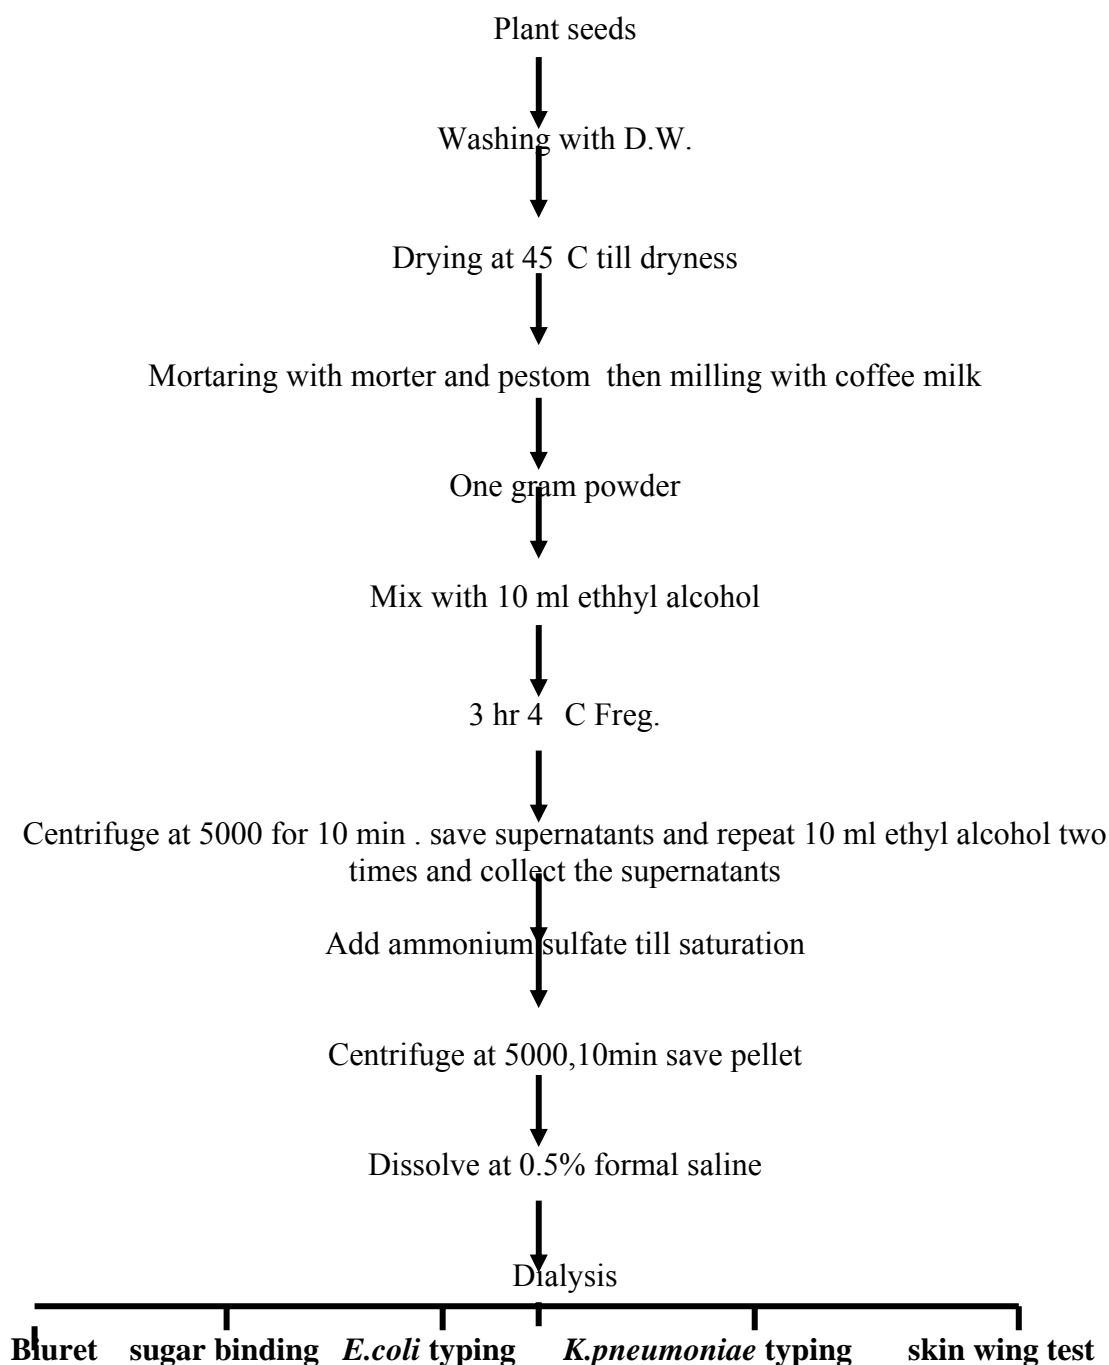 Plant seeds
Washing with D.W.
Drying at 45 C till dryness
Mortaring with morter and pestom then milling with coffee milk
One gram powder
Mix with 10 ml ethhyl alcohol
3 hr 4 C Freg.
Centrifuge at 5000 for 10 min . save supernatants and repeat 10 ml ethyl alcohol two
times and collect the supernatants
Add ammonium sulfate till saturation
Centrifuge at 5000,10min save pellet
Dissolve at 0.5% formal saline
Dialysis
Biuret sugar binding E.coli typing K.pneumoniae typing skin wing test